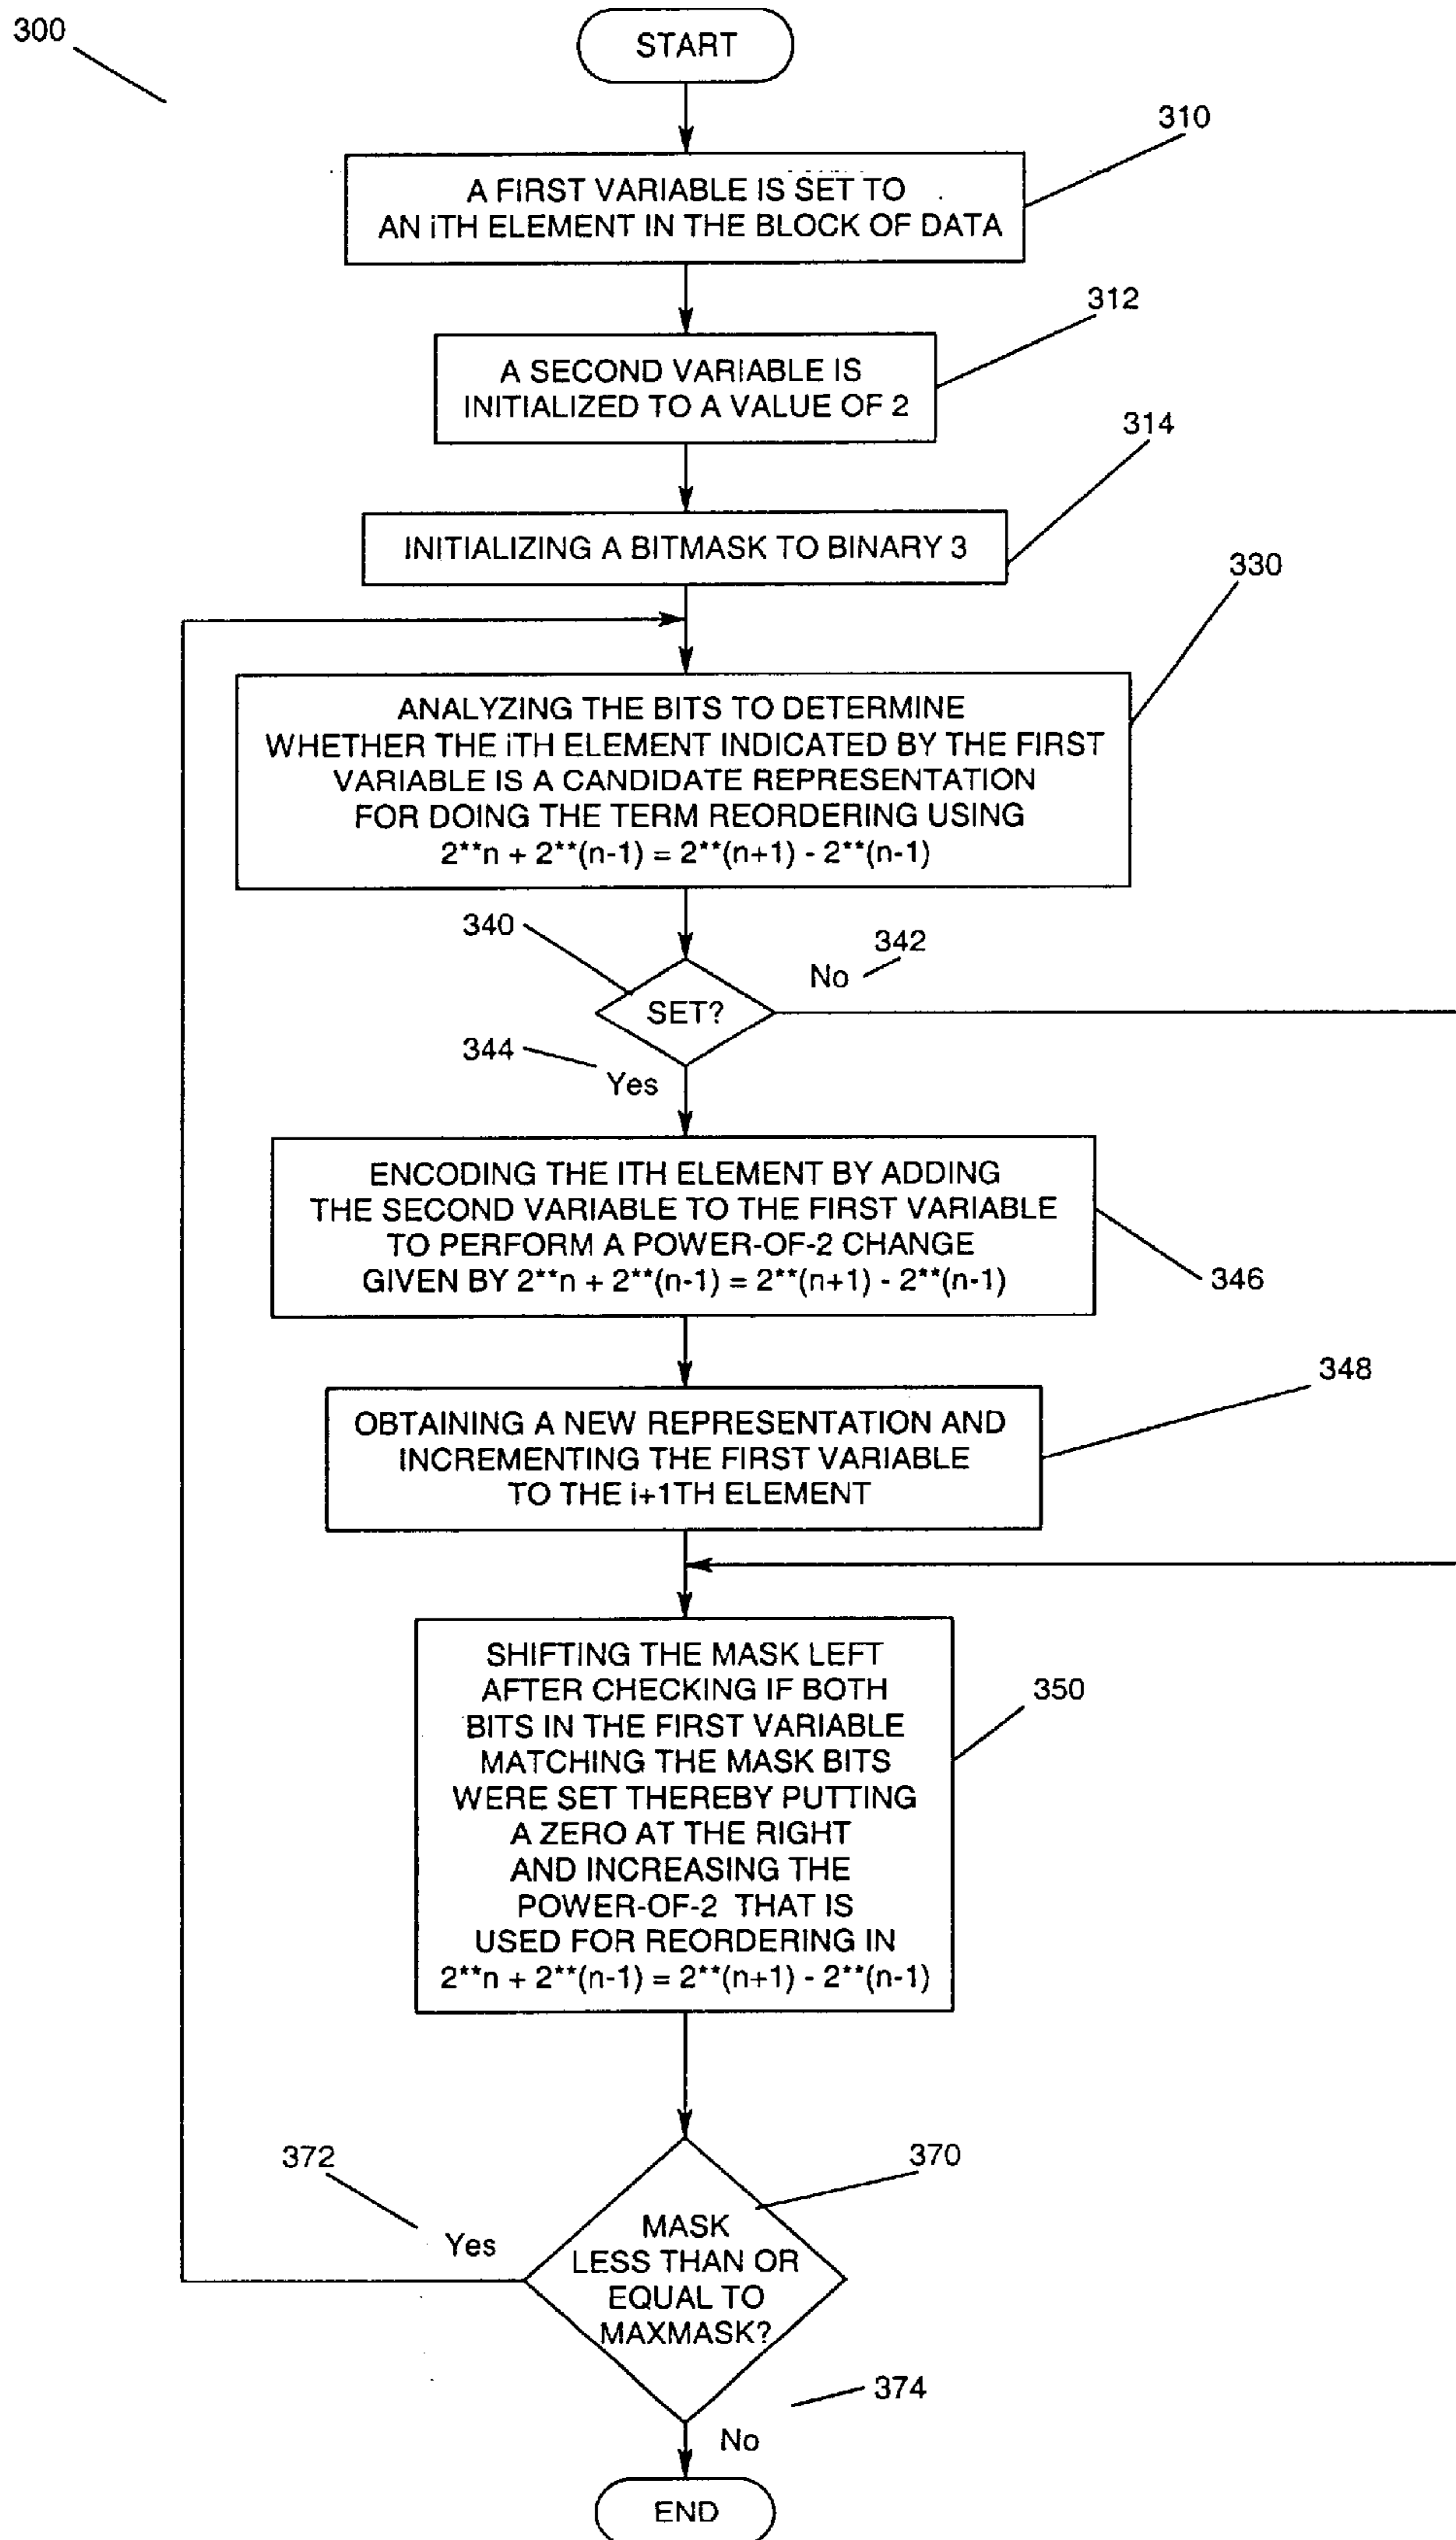 300
START
310
A FIRST VARIABLE IS SET TO
AN iTH ELEMENT IN THE BLOCK OF DATA
312
A SECOND VARIABLE IS
INITIALIZED TO A VALUE OF 2
314
INITIALIZING A BITMASK TO BINARY 3
330
ANALYZING THE BITS TO DETERMINE
WHETHER THE iTH ELEMENT INDICATED BY THE FIRST
VARIABLE IS A CANDIDATE REPRESENTATION
FOR DOING THE TERM REORDERING USING
2**n + 2**(n-1) = 2**(n+1) - 2**(n-1)
340
342
No
SET?
344
Yes
ENCODING THE ITH ELEMENT BY ADDING
THE SECOND VARIABLE TO THE FIRST VARIABLE
TO PERFORM A POWER-OF-2 CHANGE
GIVEN BY 2**n + 2**(n-1) = 2**(n+1) - 2**(n-1)
346
348
OBTAINING A NEW REPRESENTATION AND
INCREMENTING THE FIRST VARIABLE
TO THE i+1TH ELEMENT
SHIFTING THE MASK LEFT
AFTER CHECKING IF BOTH
BITS IN THE FIRST VARIABLE
MATCHING THE MASK BITS
WERE SET THEREBY PUTTING
A ZERO AT THE RIGHT
AND INCREASING THE
POWER-OF-2 THAT IS
USED FOR REORDERING IN
2**n + 2**(n-1) = 2**(n+1) - 2**(n-1)
350
372
370
Yes
MASK
LESS THAN OR
EQUAL TO
MAXMASK?
374
No
END